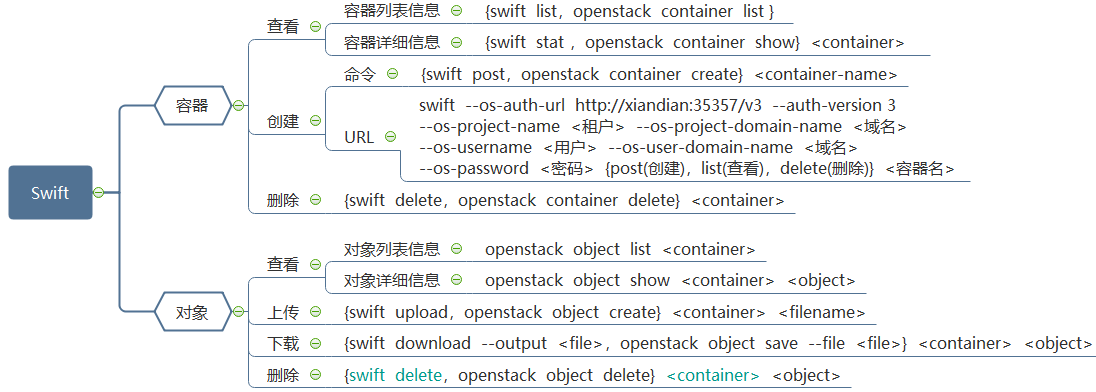 Swift
容器
查看
容器列表信息
{swift list，openstack container list }
容器详细信息
{swift stat ，openstack container show} <container>
创建
命令
{swift post，openstack container create} <container-name>
URL
swift --os-auth-url http://xiandian:35357/v3 --auth-version 3
--os-project-name <租户> --os-project-domain-name <域名>
--os-username <用户> --os-user-domain-name <域名>
--os-password <密码> {post(创建)，list(查看)，delete(删除)} <容器名>
删除
{swift delete，openstack container delete} <container>
对象
查看
对象列表信息
openstack object list <container>
对象详细信息
openstack object show <container> <object>
上传
{swift upload，openstack object create} <container> <filename>
下载
{swift download --output <file>，openstack object save --file <file>} <container> <object>
删除
{swift delete，openstack object delete} <container> <object>